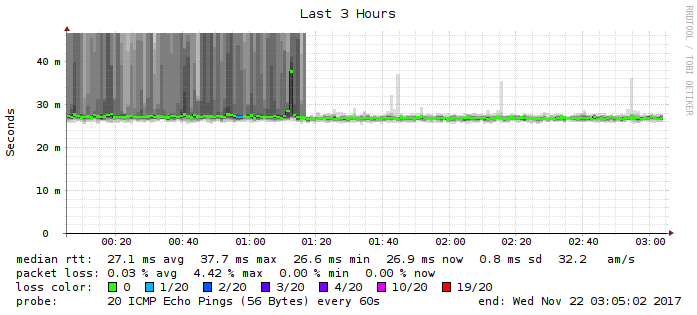 Last 3 Hours
RRDTOOL / TOBI OETIKER
Seconds
40 m
30 m
20 m
10 m
0
00:20 00:40 01:00 01:20 01:40 02:00 02:20 02:40 03:00
median rtt: 27.1 ms avg 37.7 ms max 26.6 ms min 26.9 ms now 0.8 ms sd 32.2 am/s
packet loss: 0.03 % avg 4.42 % max 0.00 % min 0.00 % now
loss color: 0 1/20 2/20 3/20 4/20 10/20 19/20
probe: 20 ICMP Echo Pings (56 Bytes) every 60s end: Wed Nov 22 03:05:02 2017